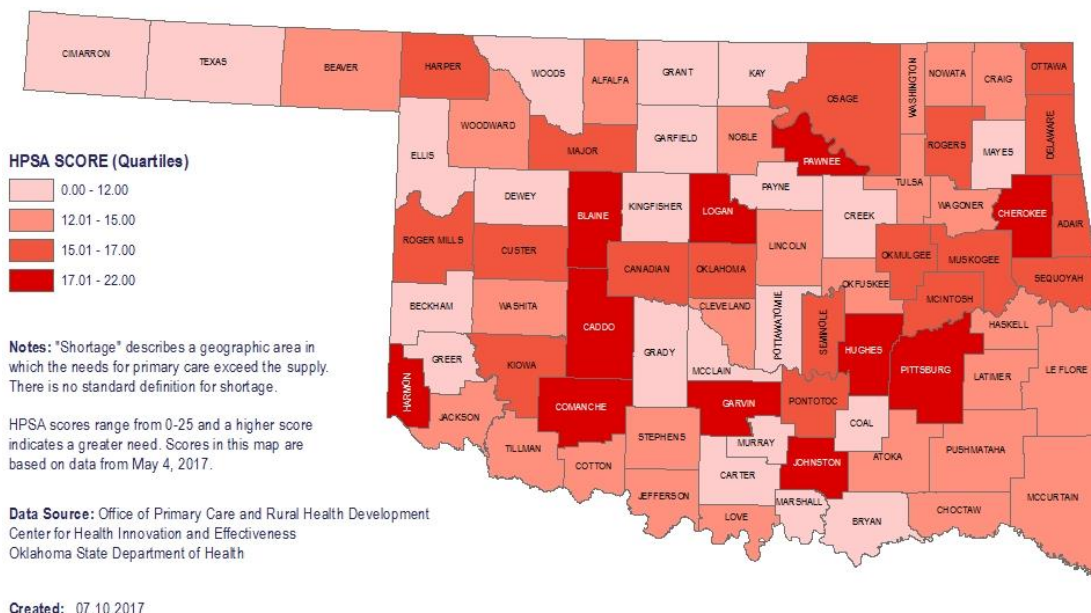 CIMARRON
TEXAS
BEAVER
HARPER
WOODS
ALFALFA
GRANT
KAY
OSAGE
WASHINGTON
NOWATA
CRAIG
OTTAWA
WOODWARD
ELLIS
MAJOR
GARFIELD
NOBLE
PAWNEE
ROGERS
MAYES
DELAWARE
HPSA SCORE (Quartiles)
0.00 - 12.00
12.01 - 15.00
15.01 - 17.00
17.01 - 22.00
DEWEY
BLAINE
KINGFISHER
LOGAN
PAYNE
CREEK
TULSA
WAGONER
CHEROKEE
ADAIR
ROGER MILLS
CUSTER
CANADIAN
OKLAHOMA
LINCOLN
OKMULGEE
MUSKOGEE
SEQUOYAH
BECKHAM
WASHITA
CADDO
GRADY
CLEVELAND
POTTAWATOMIE
SEMINOLE
OKFUSKEE
MCINTOSH
HASKELL
Notes: "Shortage" describes a geographic area in
which the needs for primary care exceed the supply.
There is no standard definition for shortage.
GREER
KIOWA
MCCLAIN
HUGHES
PITTSBURG
LATIMER
LE FLORE
HARMON
JACKSON
COMANCHE
GARVIN
PONTOTOC
COAL
HPSA scores range from 0-25 and a higher score
indicates a greater need. Scores in this map are
based on data from May 4, 2017.
TILLMAN
COTTON
STEPHENS
MURRAY
CARTER
JOHNSTON
ATOKA
PUSHMATAHA
MCCURTAIN
JEFFERSON
LOVE
MARSHALL
BRYAN
CHOCTAW
Data Source: Office of Primary Care and Rural Health Development
Center for Health Innovation and Effectiveness
Oklahoma State Department of Health
Created: 07.10.2017